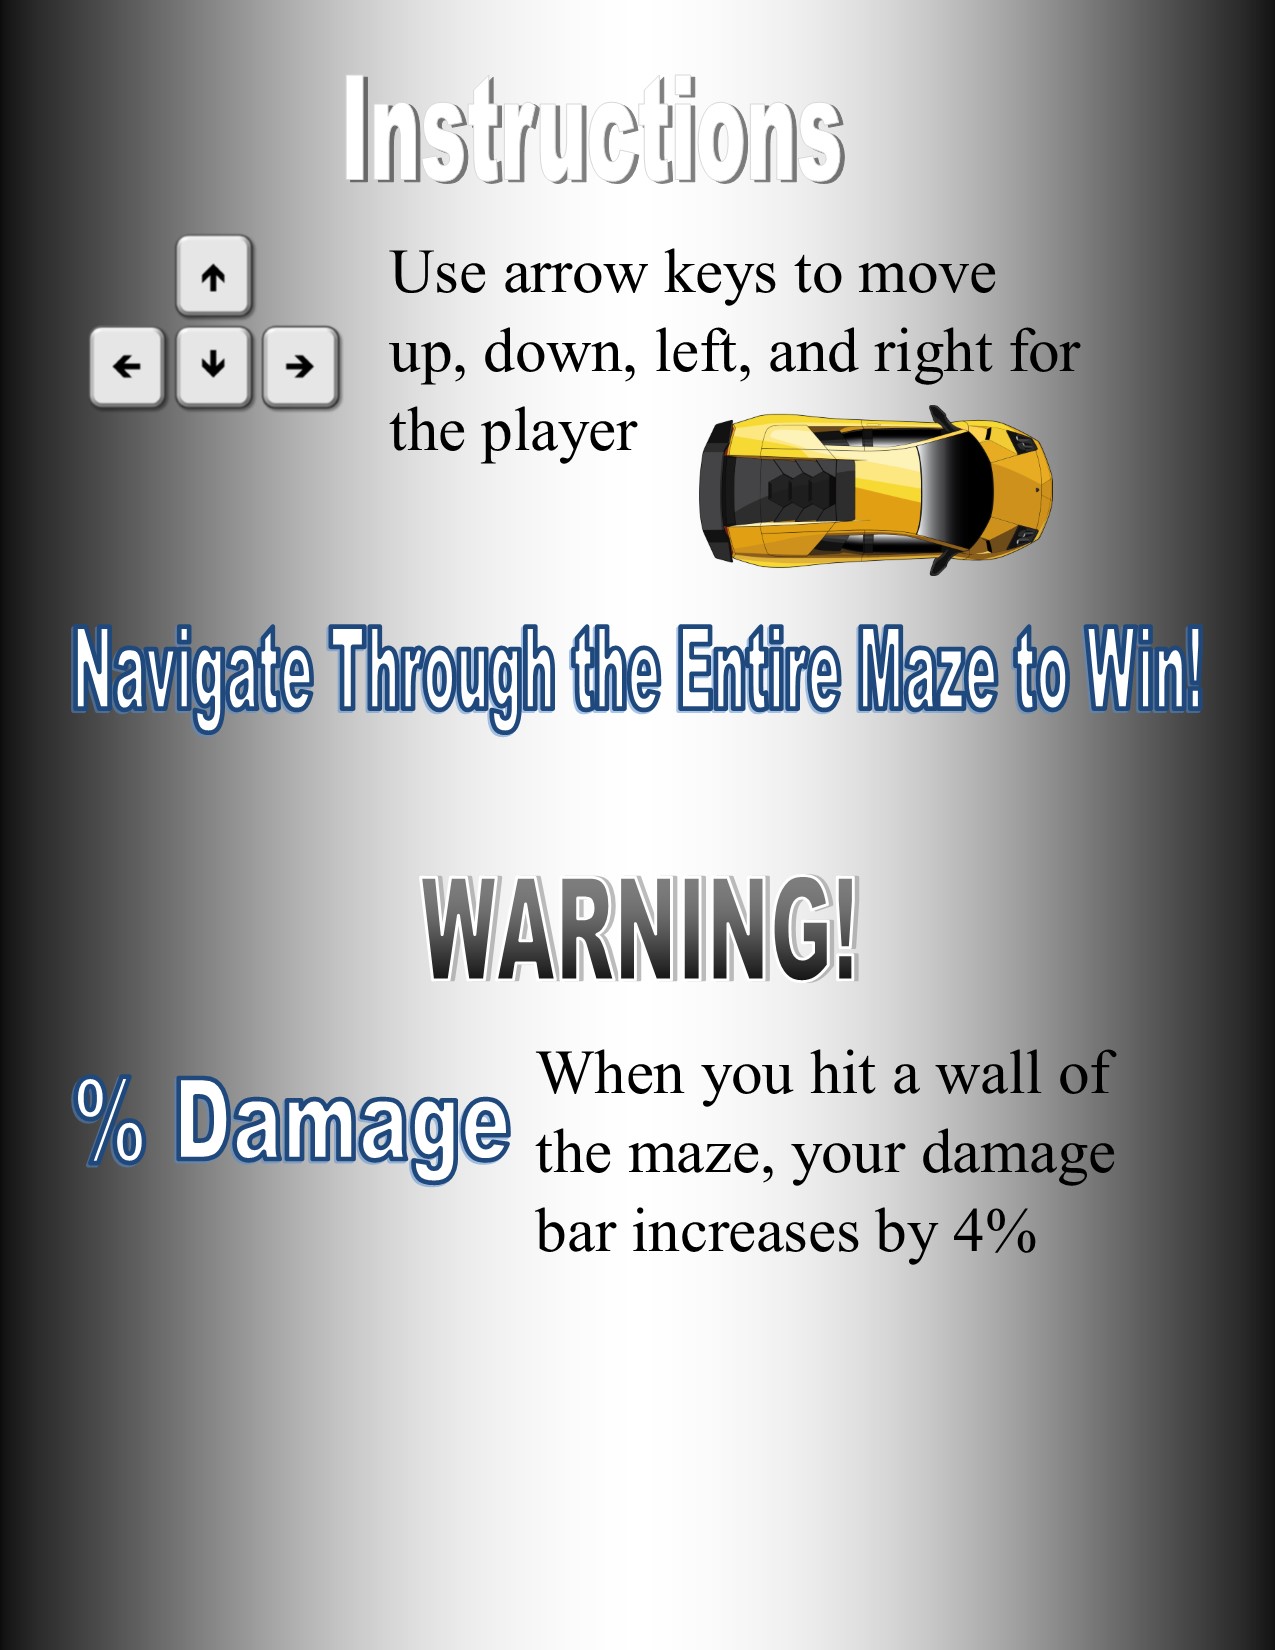 Instructions
Use arrow keys to move
up, down, left, and right for
the player
Navigate Through the Entire Maze to Win!
WARNING!
% Damage
When you hit a wall of
the maze, your damage
bar increases by 4%